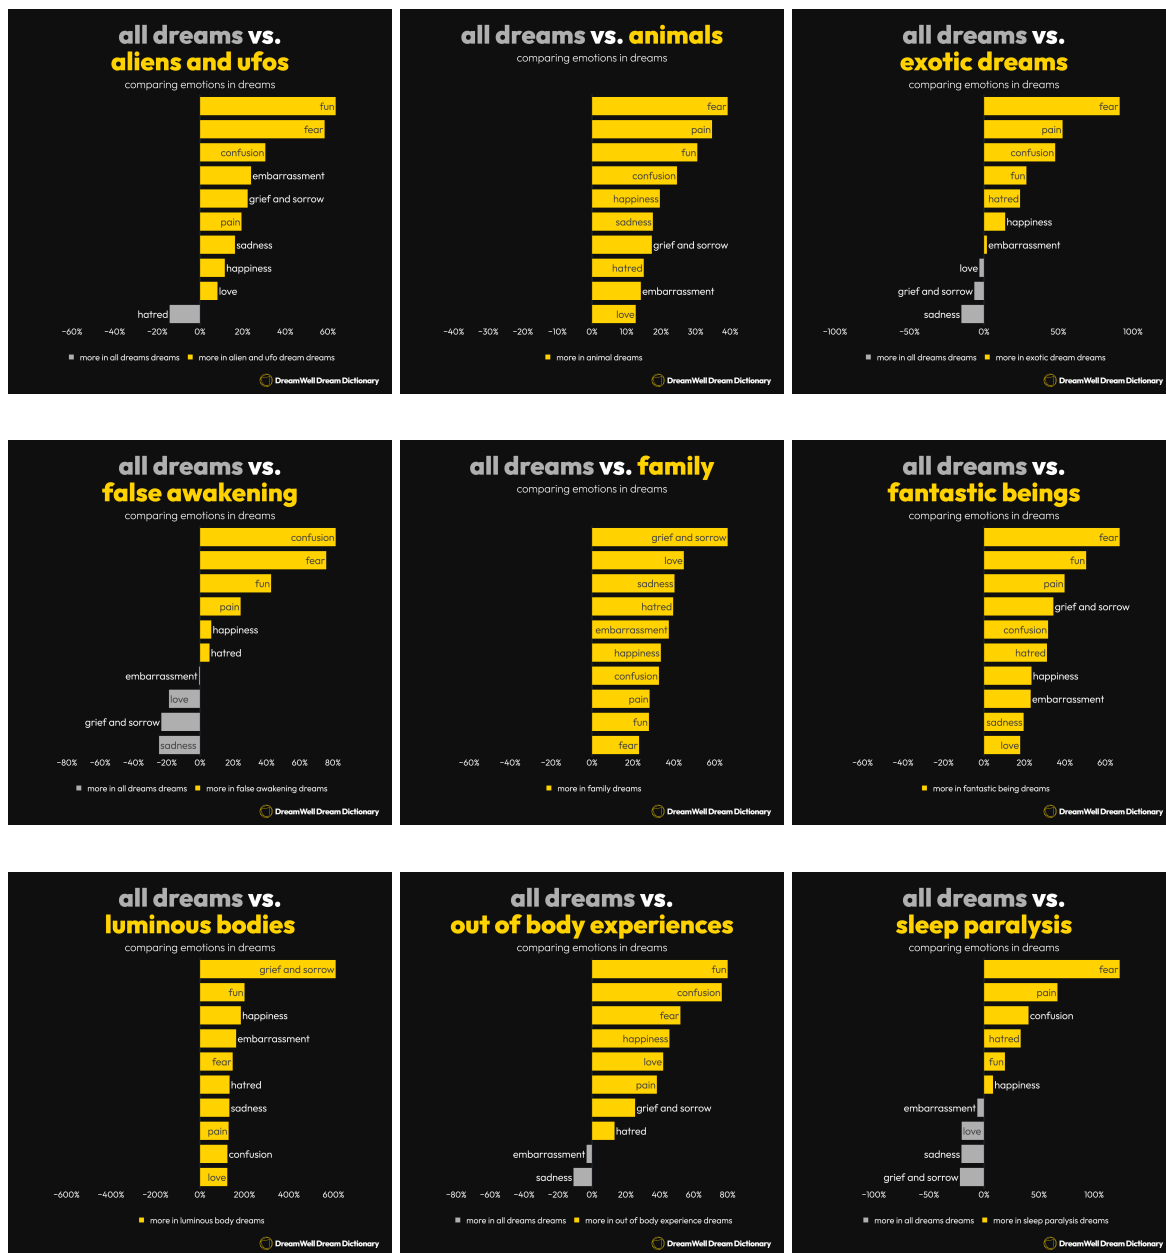 all dreams vs.
aliens and ufos
comparing emotions in dreams
fun
fear
confusion
embarrassment
grief and sorrow
pain
sadness
happiness
love
hatred
-60% -40% -20% 0% 20% 40% 60%
more in all dreams dreams more in alien and ufo dream dreams
DreamWell Dream Dictionary
all dreams vs. animals
comparing emotions in dreams
fear
pain
fun
confusion
happiness
sadness
grief and sorrow
hatred
embarrassment
love
-40% -30% -20% -10% 0% 10% 20% 30% 40%
more in animal dreams
DreamWell Dream Dictionary
all dreams vs.
exotic dreams
comparing emotions in dreams
fear
pain
confusion
fun
hatred
happiness
embarrassment
love
grief and sorrow
sadness
-100% -50% 0% 50% 100%
more in all dreams dreams more in exotic dream dreams
DreamWell Dream Dictionary
all dreams vs.
false awakening
comparing emotions in dreams
confusion
fear
fun
pain
happiness
hatred
embarrassment
love
grief and sorrow
sadness
-80% -60% -40% -20% 0% 20% 40% 60% 80%
more in all dreams dreams more in false awakening dreams
DreamWell Dream Dictionary
all dreams vs. family
comparing emotions in dreams
grief and sorrow
love
sadness
hatred
embarrassment
happiness
confusion
pain
fun
fear
-60% -40% -20% 0% 20% 40% 60%
more in family dreams
DreamWell Dream Dictionary
all dreams vs.
fantastic beings
comparing emotions in dreams
fear
fun
pain
grief and sorrow
confusion
hatred
happiness
embarrassment
sadness
love
-60% -40% -20% 0% 20% 40% 60%
more in fantastic being dreams
DreamWell Dream Dictionary
all dreams vs.
luminous bodies
comparing emotions in dreams
grief and sorrow
fun
happiness
embarrassment
fear
hatred
sadness
pain
confusion
love
-600% -400% -200% 0% 200% 400% 600%
more in luminous body dreams
DreamWell Dream Dictionary
all dreams vs.
out of body experiences
comparing emotions in dreams
fun
confusion
fear
happiness
love
pain
grief and sorrow
hatred
embarrassment
sadness
-80% -60% -40% -20% 0% 20% 40% 60% 80%
more in all dreams dreams more in out of body experience dreams
DreamWell Dream Dictionary
all dreams vs.
sleep paralysis
comparing emotions in dreams
fear
pain
confusion
hatred
fun
happiness
embarrassment
love
sadness
grief and sorrow
-100% -50% 0% 50% 100%
more in all dreams dreams more in sleep paralysis dreams
DreamWell Dream Dictionary